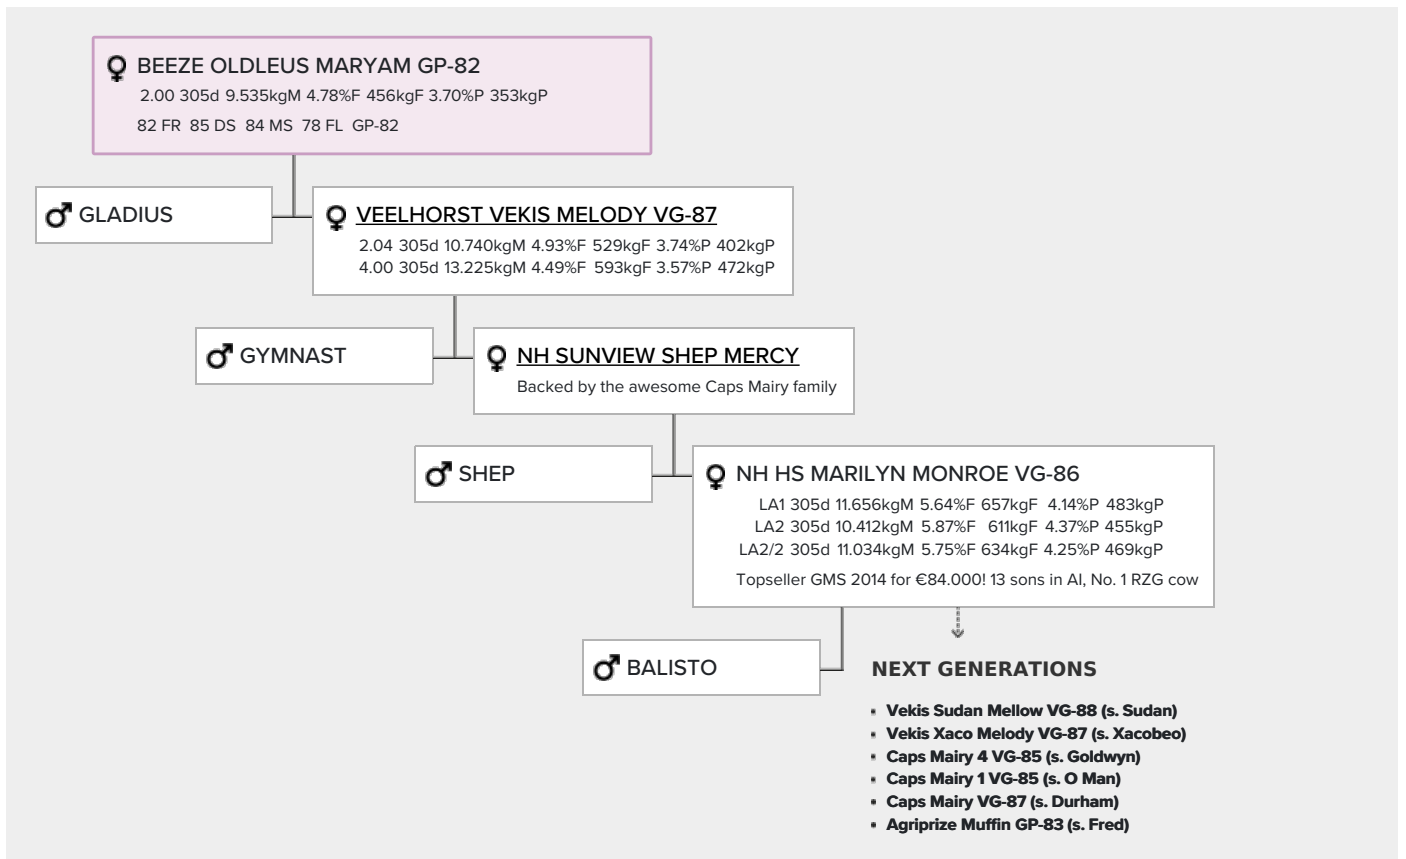 BEEZE OLDLEUS MARYAM GP-82
2.00 305d 9.535kgM 4.78%F 456kgF 3.70%P 353kgP
82 FR 85 DS 84 MS 78 FL GP-82
GLADIUS
VEELHORST VEKIS MELODY VG-87
2.04 305d 10.740kgM 4.93%F 529kgF 3.74%P 402kgP
4.00 305d 13.225kgM 4.49%F 593kgF 3.57%P 472kgP
GYMNAST
NH SUNVIEW SHEP MERCY
Backed by the awesome Caps Mairy family
SHEP
NH HS MARILYN MONROE VG-86
LA1 305d 11.656kgM 5.64%F 657kgF 4.14%P 483kgP
LA2 305d 10.412kgM 5.87%F 611kgF 4.37%P 455kgP
LA2/2 305d 11.034kgM 5.75%F 634kgF 4.25%P 469kgP
Topseller GMS 2014 for €84.000! 13 sons in AI, No. 1 RZG cow
BALISTO
NEXT GENERATIONS
Vekis Sudan Mellow VG-88 (s. Sudan)
Vekis Xaco Melody VG-87 (s. Xacobeo)
Caps Mairy 4 VG-85 (s. Goldwyn)
Caps Mairy 1 VG-85 (s. O Man)
Caps Mairy VG-87 (s. Durham)
Agriprize Muffin GP-83 (s. Fred)